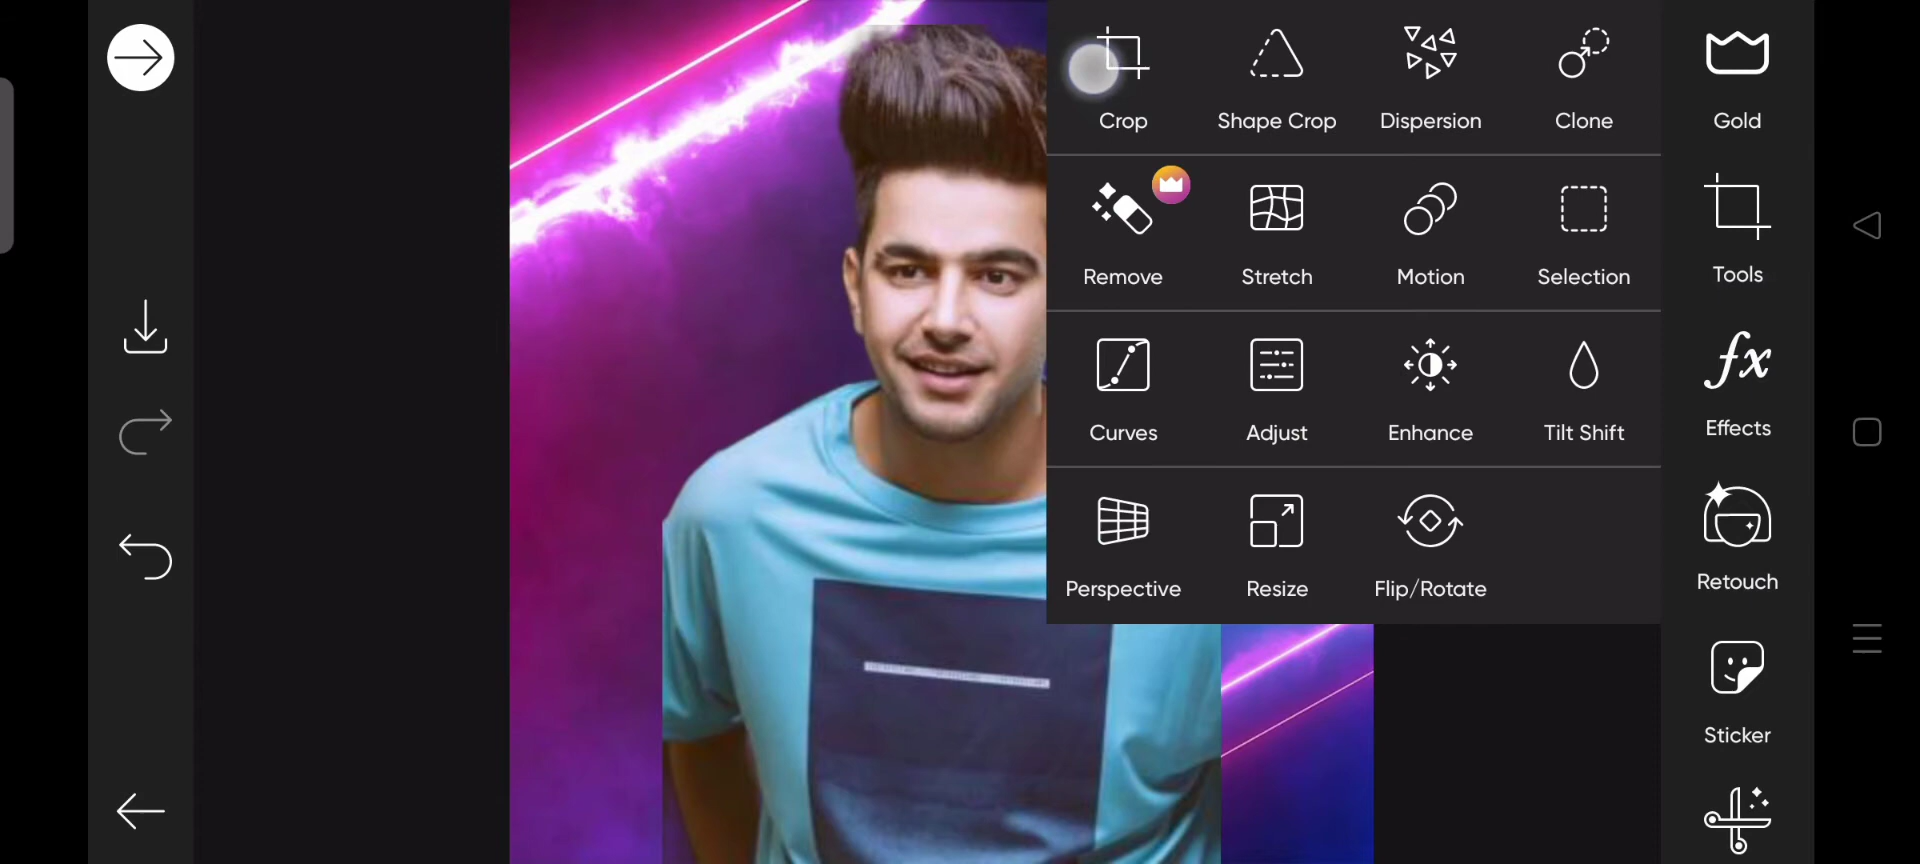 Crop Shape Crop Dispersion Clone
Remove Stretch Motion Selection
Curves Adjust Enhance Tilt Shift
Perspective Resize Flip/Rotate
Gold
Tools
fx
Effects
Retouch
Sticker